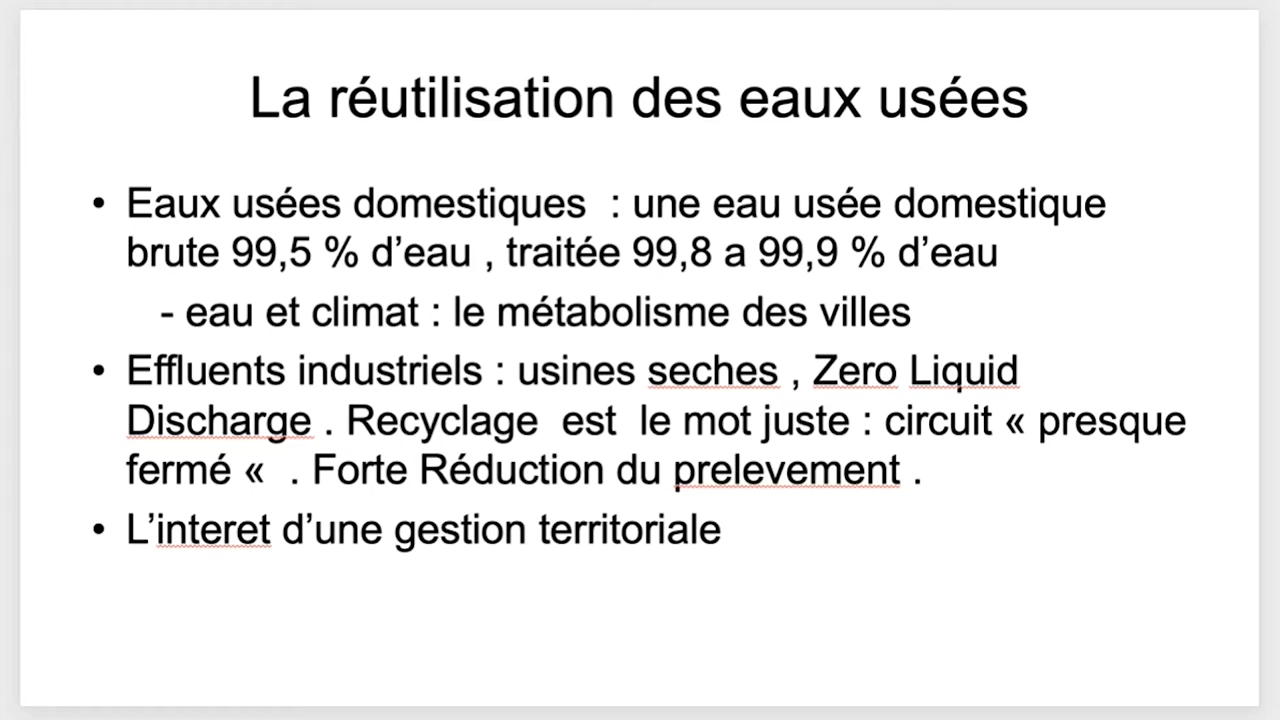 La réutilisation des eaux usées
• Eaux usées domestiques  : une eau usée domestique
brute 99,5 % d’eau , traitée 99,8 a 99,9 % d’eau
- eau et climat : le métabolisme des villes
• Effluents industriels : usines seches , Zero Liquid
Discharge . Recyclage  est  le mot juste : circuit « presque
fermé «  . Forte Réduction du prelevement .
• L’interet d’une gestion territoriale